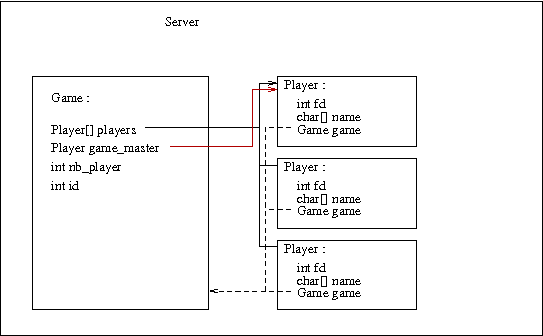 Server
Game :
Player[] players
Player game_master
int nb_player
int id
Player :
int fd
char[] name
Game game
Player :
int fd
char[] name
Game game
Player :
int fd
char[] name
Game game